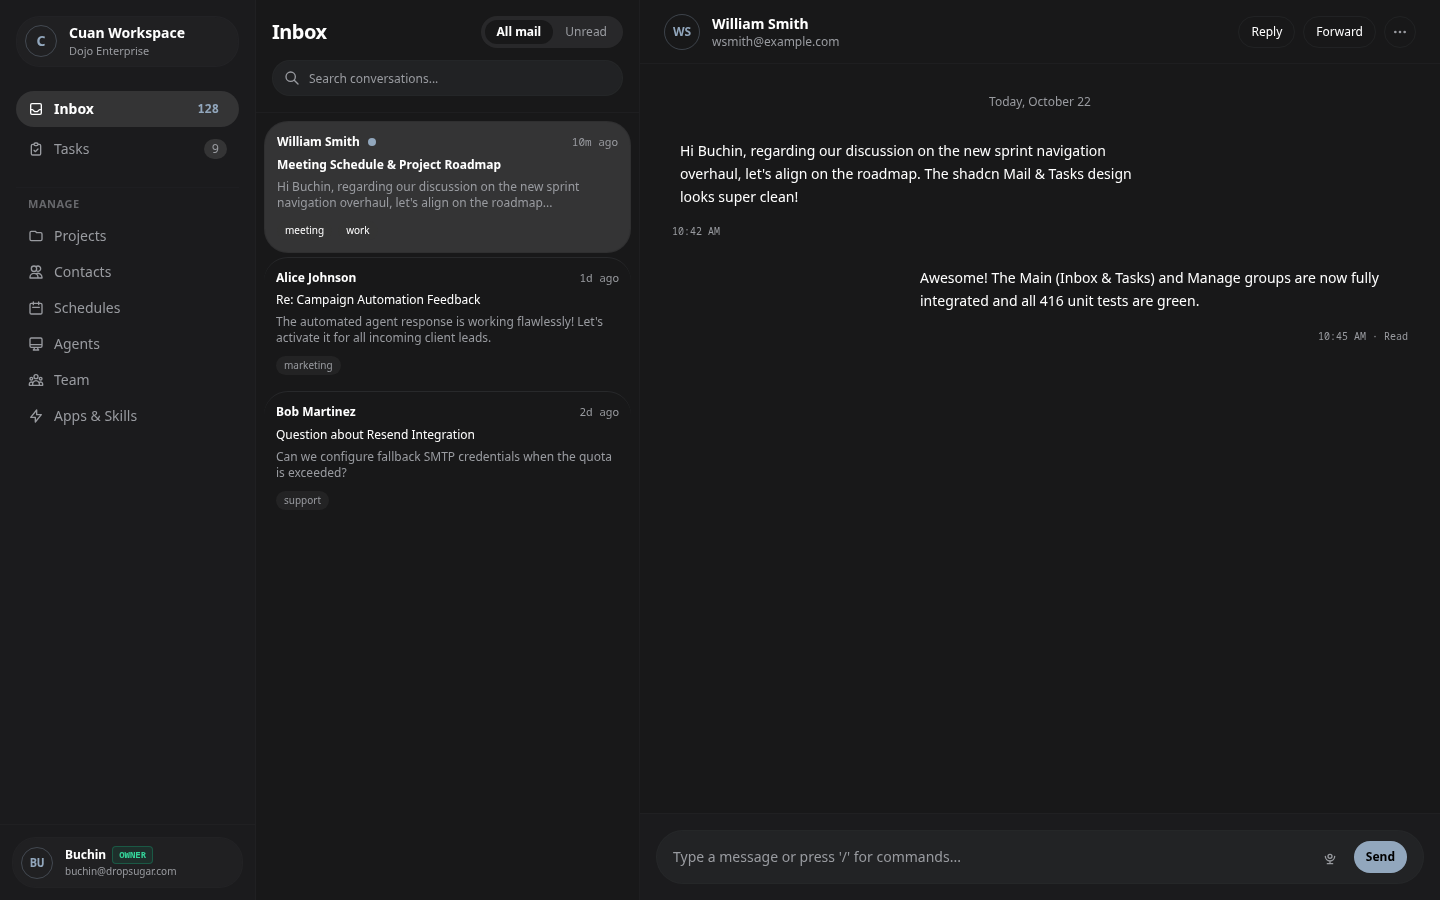 C
Cuan Workspace
Dojo Enterprise
Inbox 128
Tasks 9
MANAGE
Projects
Contacts
Schedules
Agents
Team
Apps & Skills
BU
Buchin OWNER
buchin@dropsugar.com
Inbox
All mail Unread
Search conversations...
William Smith 10m ago
Meeting Schedule & Project Roadmap
Hi Buchin, regarding our discussion on the new sprint
navigation overhaul, let's align on the roadmap...
meeting work
Alice Johnson 1d ago
Re: Campaign Automation Feedback
The automated agent response is working flawlessly! Let's
activate it for all incoming client leads.
marketing
Bob Martinez 2d ago
Question about Resend Integration
Can we configure fallback SMTP credentials when the quota
is exceeded?
support
WS
William Smith
wsmith@example.com
Reply Forward
Today, October 22
Hi Buchin, regarding our discussion on the new sprint navigation
overhaul, let's align on the roadmap. The shadcn Mail & Tasks design
looks super clean!
10:42 AM
Awesome! The Main (Inbox & Tasks) and Manage groups are now fully
integrated and all 416 unit tests are green.
10:45 AM · Read
Type a message or press '/' for commands...
Send